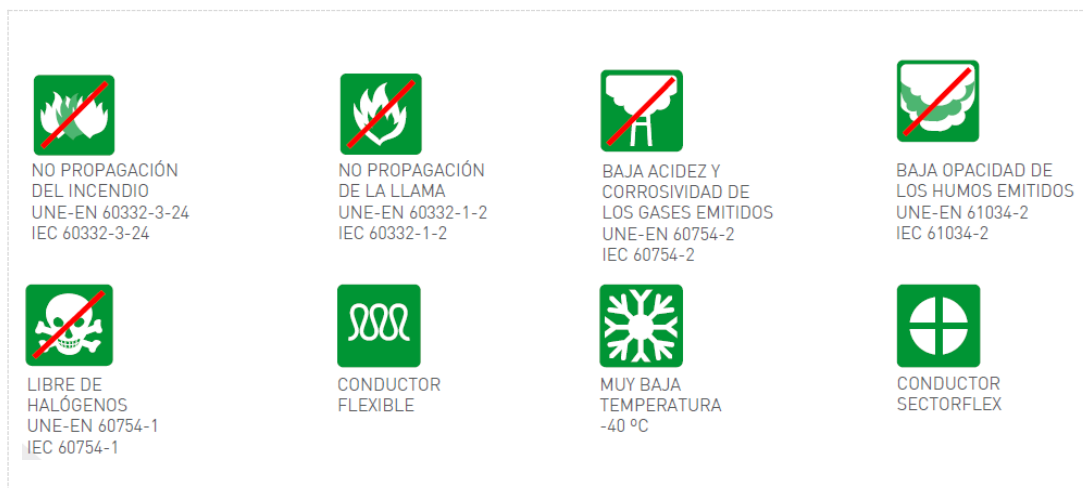 NO PROPAGACIÓN
DEL INCENDIO
UNE-EN 60332-3-24
IEC 60332-3-24
NO PROPAGACIÓN
DE LA LLAMA
UNE-EN 60332-1-2
IEC 60332-1-2
BAJA ACIDEZ Y
CORROSIVIDAD DE
LOS GASES EMITIDOS
UNE-EN 60754-2
IEC 60754-2
BAJA OPACIDAD DE
LOS HUMOS EMITIDOS
UNE-EN 61034-2
IEC 61034-2
LIBRE DE
HALÓGENOS
UNE-EN 60754-1
IEC 60754-1
CONDUCTOR
FLEXIBLE
MUY BAJA
TEMPERATURA
-40 ºC
CONDUCTOR
SECTORFLEX